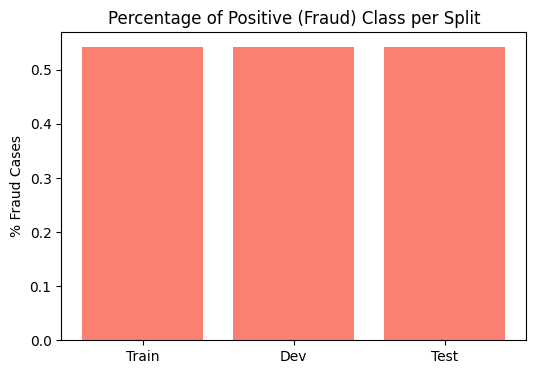 Percentage of Positive (Fraud) Class per Split
% Fraud Cases
0.5
0.4
0.3
0.2
0.1
0.0
Train
Dev
Test